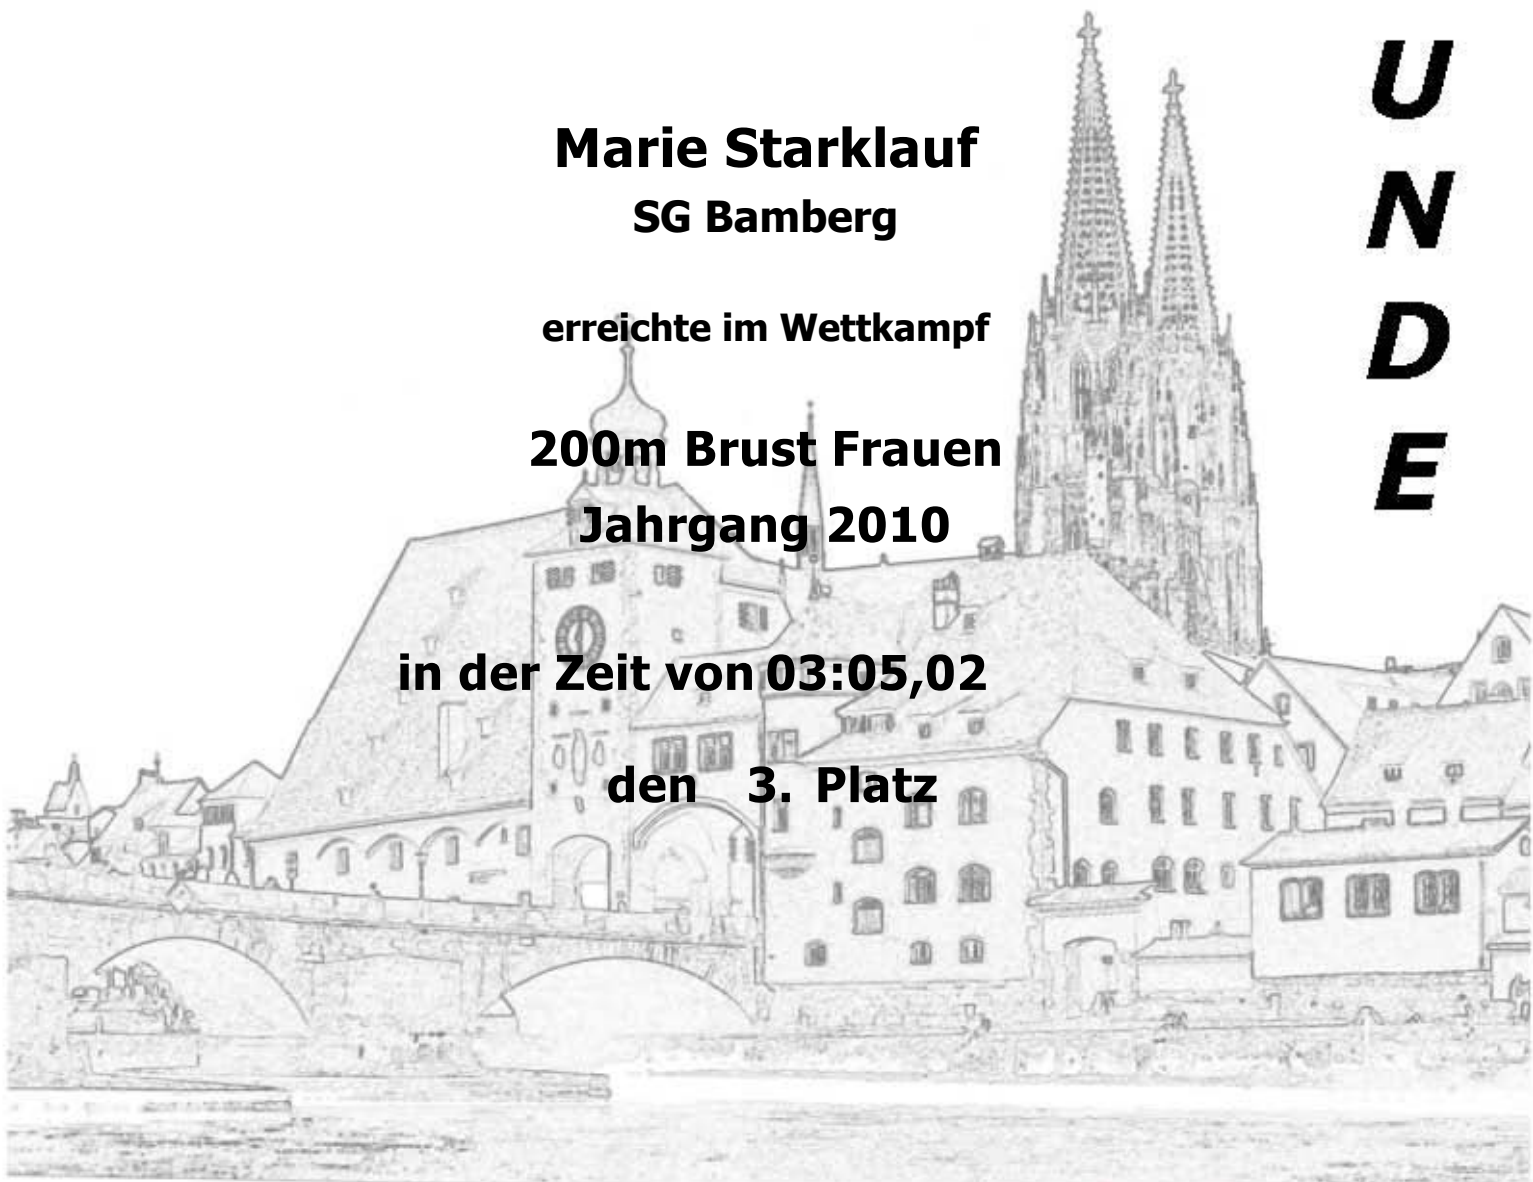 Marie Starklauf
SG Bamberg
erreichte im Wettkampf
200m Brust Frauen
Jahrgang 2010
in der Zeit von 03:05,02
den 3. Platz
U
N
D
E